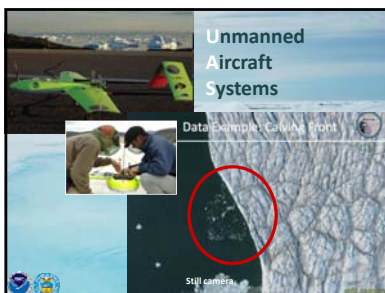 Unmanned
Aircraft
Systems
Data Example: Calving Front
Still camera